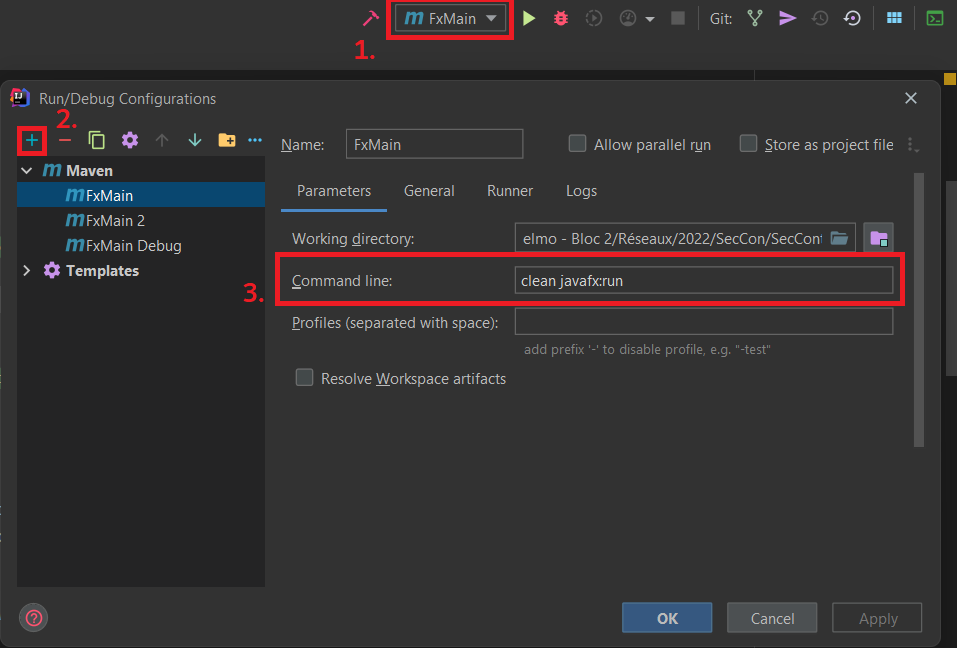 FxMain
Git:
1.
Run/Debug Configurations
2.
Name: FxMain Allow parallel run Store as project file
Maven
FxMain
FxMain 2
FxMain Debug
Templates
Parameters General Runner Logs
Working directory: elmo - Bloc 2/Réseaux/2022/SecCon/SecCont
3.
Command line: clean javafx:run
Profiles (separated with space):
add prefix '-' to disable profile, e.g. "-test"
Resolve Workspace artifacts
OK Cancel Apply